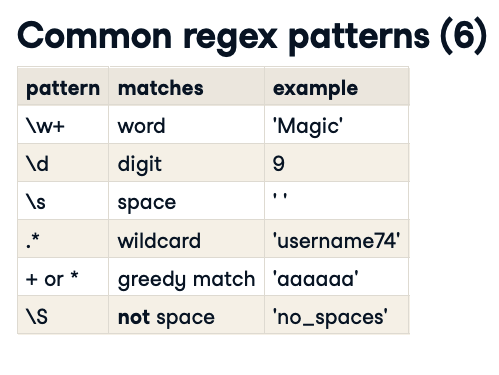 Common regex patterns (6)
pattern matches example
\w+ word 'Magic'
\d digit 9
\s space ' '
.* wildcard 'username74'
+ or * greedy match 'aaaaaa'
\S not space 'no_spaces'